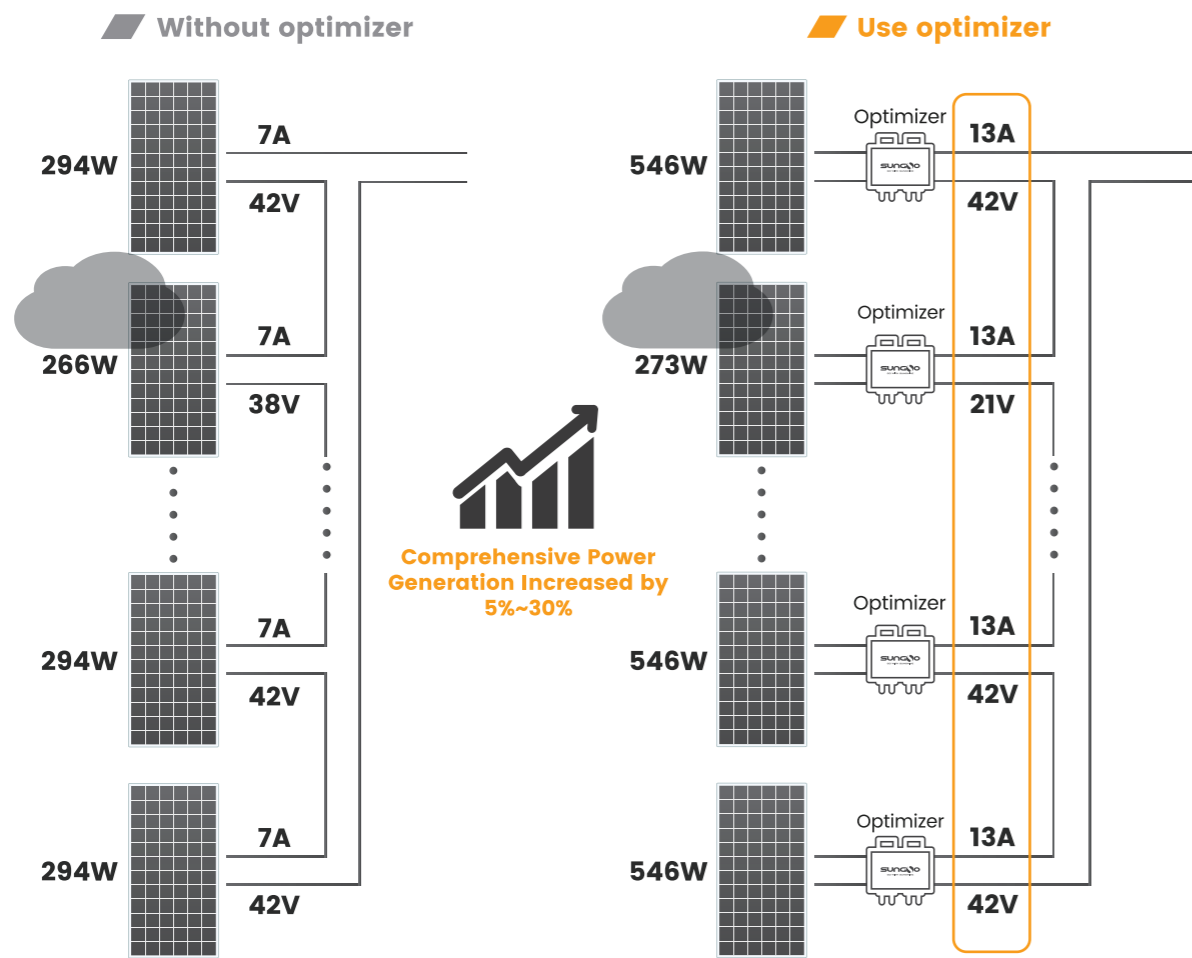 Without optimizer
294W
7A
42V
266W
7A
38V
294W
7A
42V
294W
7A
42V
Comprehensive Power
Generation Increased by
5%~30%
Use optimizer
546W
Optimizer
13A
42V
273W
Optimizer
13A
21V
546W
Optimizer
13A
42V
546W
Optimizer
13A
42V